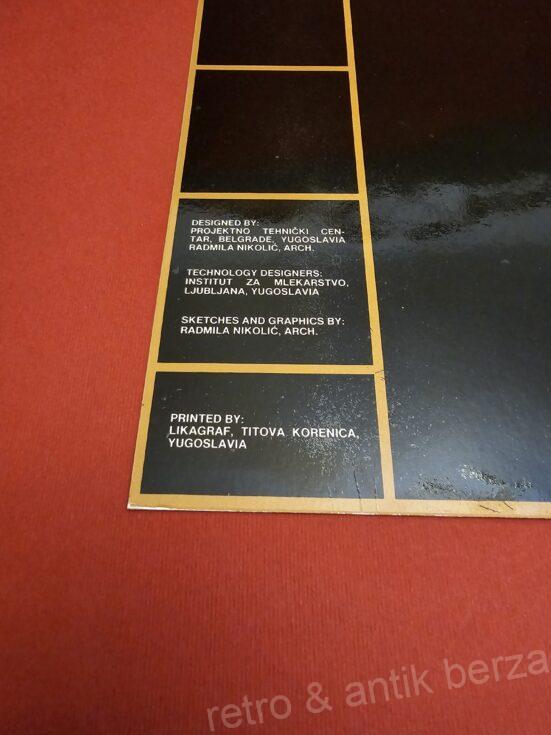 DESIGNED BY:
PROJEKTNO TEHNIČKI CEN-
TAR, BELGRADE, YUGOSLAVIA
RADMILA NIKOLIĆ, ARCH.
TECHNOLOGY DESIGNERS:
INSTITUT ZA MLEKARSTVO,
LJUBLJANA, YUGOSLAVIA
SKETCHES AND GRAPHICS BY:
RADMILA NIKOLIĆ, ARCH.
PRINTED BY:
LIKAGRAF, TITOVA KORENICA,
YUGOSLAVIA
retro & antik berza